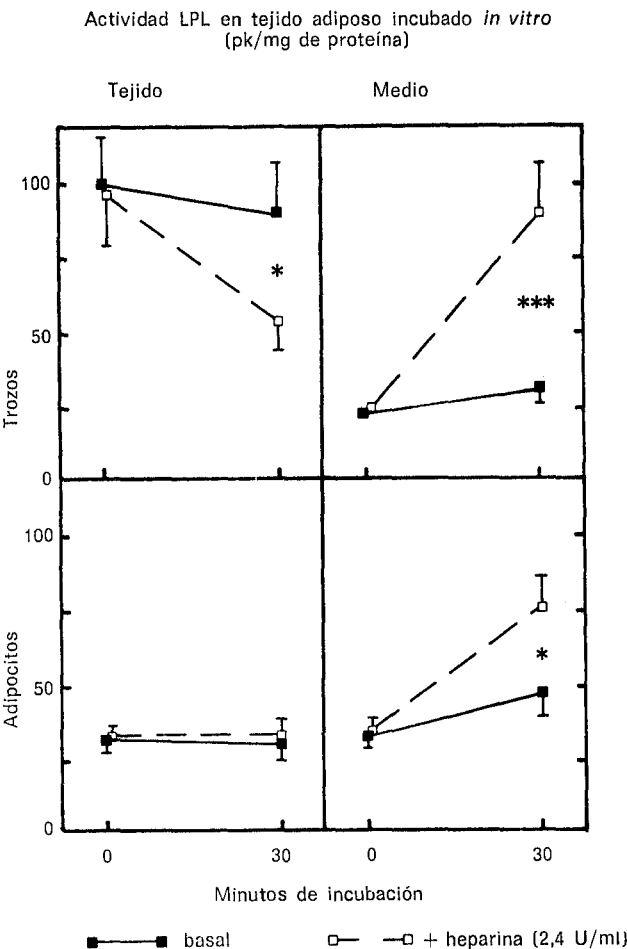 Actividad LPL en tejido adiposo incubado in vitro
(pk/mg de proteína)
Tejido
Medio
Trozos
100
50
0
*
***
Adipocitos
100
50
0
*
0
30
0
30
Minutos de incubación
basal
+ heparina (2,4 U/ml)